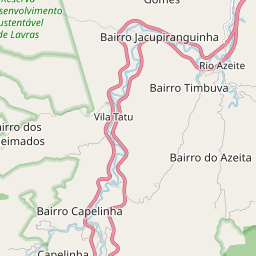 Reserva
esenvolvimento
ustentável
de Lavras
Gomes
Bairro Jacupiranguinha
Rio Azeite
Bairro Timbuva
Vila Tatu
airro dos
eimados
Bairro do Azeita
Bairro Capelinha
Capelinha